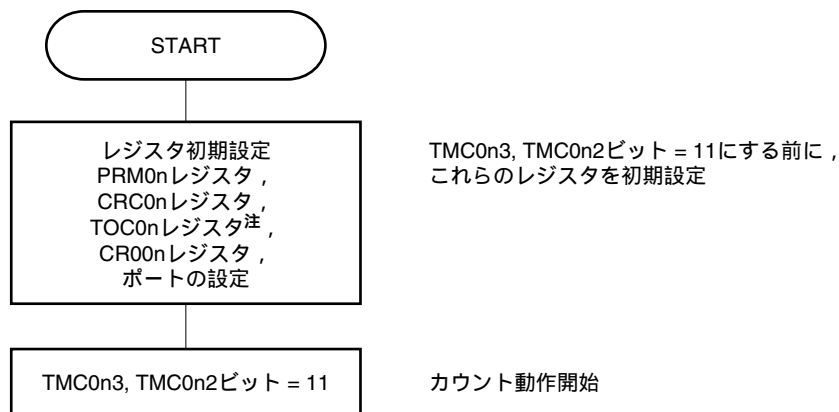 START
レジスタ初期設定
PRM0nレジスタ，
CRC0nレジスタ，
TOC0nレジスタ注，
CR00nレジスタ，
ポートの設定
TMC0n3, TMC0n2ビット = 11にする前に，
これらのレジスタを初期設定
TMC0n3, TMC0n2ビット = 11
カウント動作開始